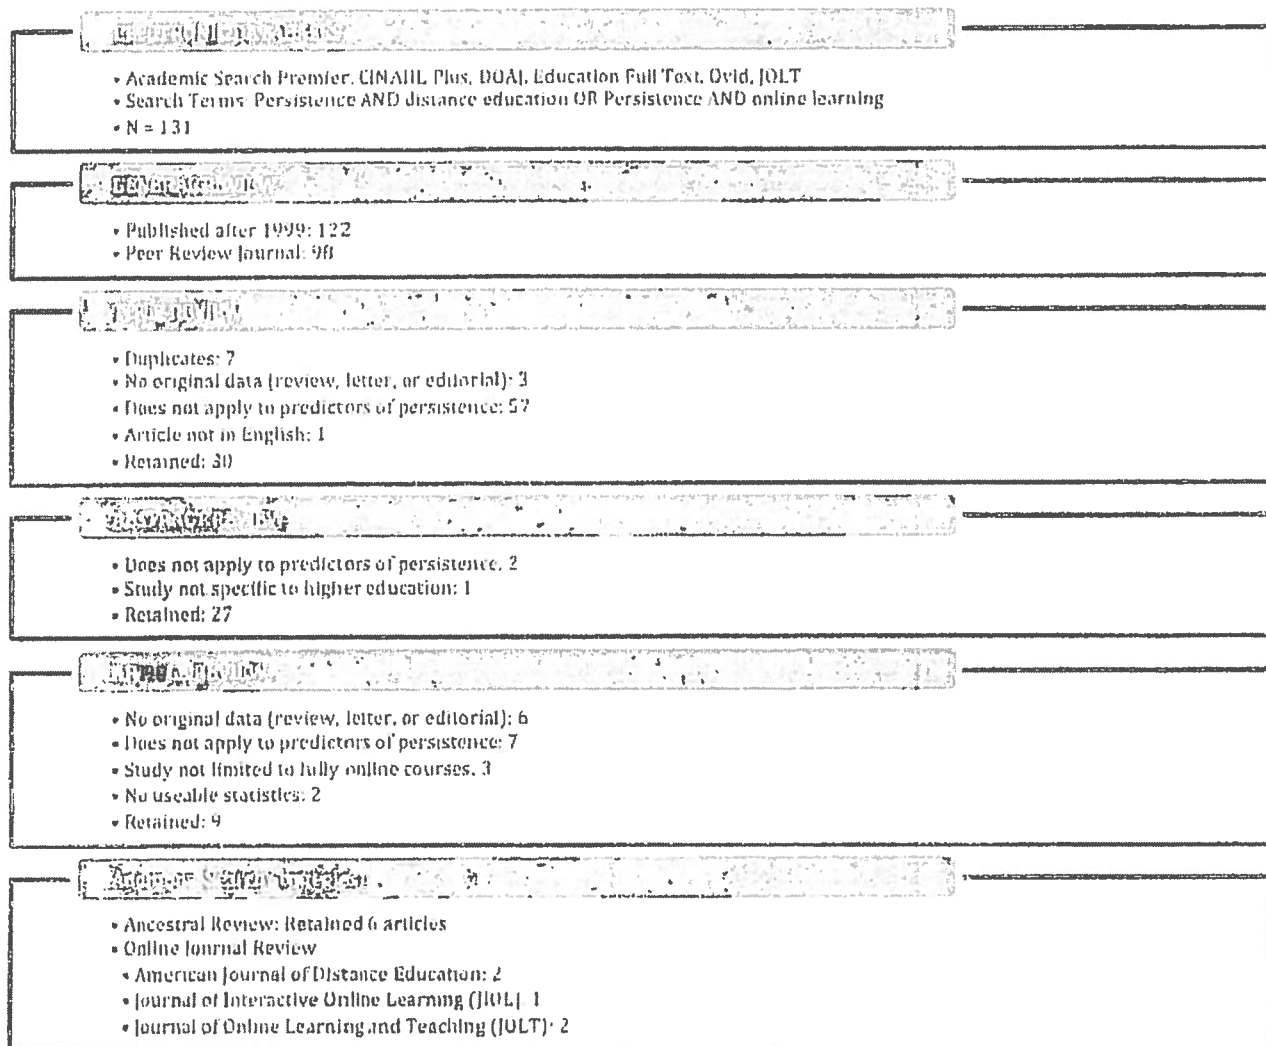 • Academic Search Premier, CINAHL Plus, DOAJ, Education Full Text, Ovid, JOLT
• Search Terms: Persistence AND distance education OR Persistence AND online learning
• N = 131
GENERAL REVIEW
• Published after 1999: 122
• Peer Review Journal: 98
• Duplicates: 7
• No original data (review, letter, or editorial): 3
• Does not apply to predictors of persistence: 57
• Article not in English: 1
• Retained: 30
• Does not apply to predictors of persistence: 2
• Study not specific to higher education: 1
• Retained: 27
• No original data (review, letter, or editorial): 6
• Does not apply to predictors of persistence: 7
• Study not limited to fully online courses: 3
• No useable statistics: 2
• Retained: 9
• Ancestral Review: Retained 6 articles
• Online Journal Review
• American Journal of Distance Education: 2
• Journal of Interactive Online Learning (JIOL): 1
• Journal of Online Learning and Teaching (JOLT): 2